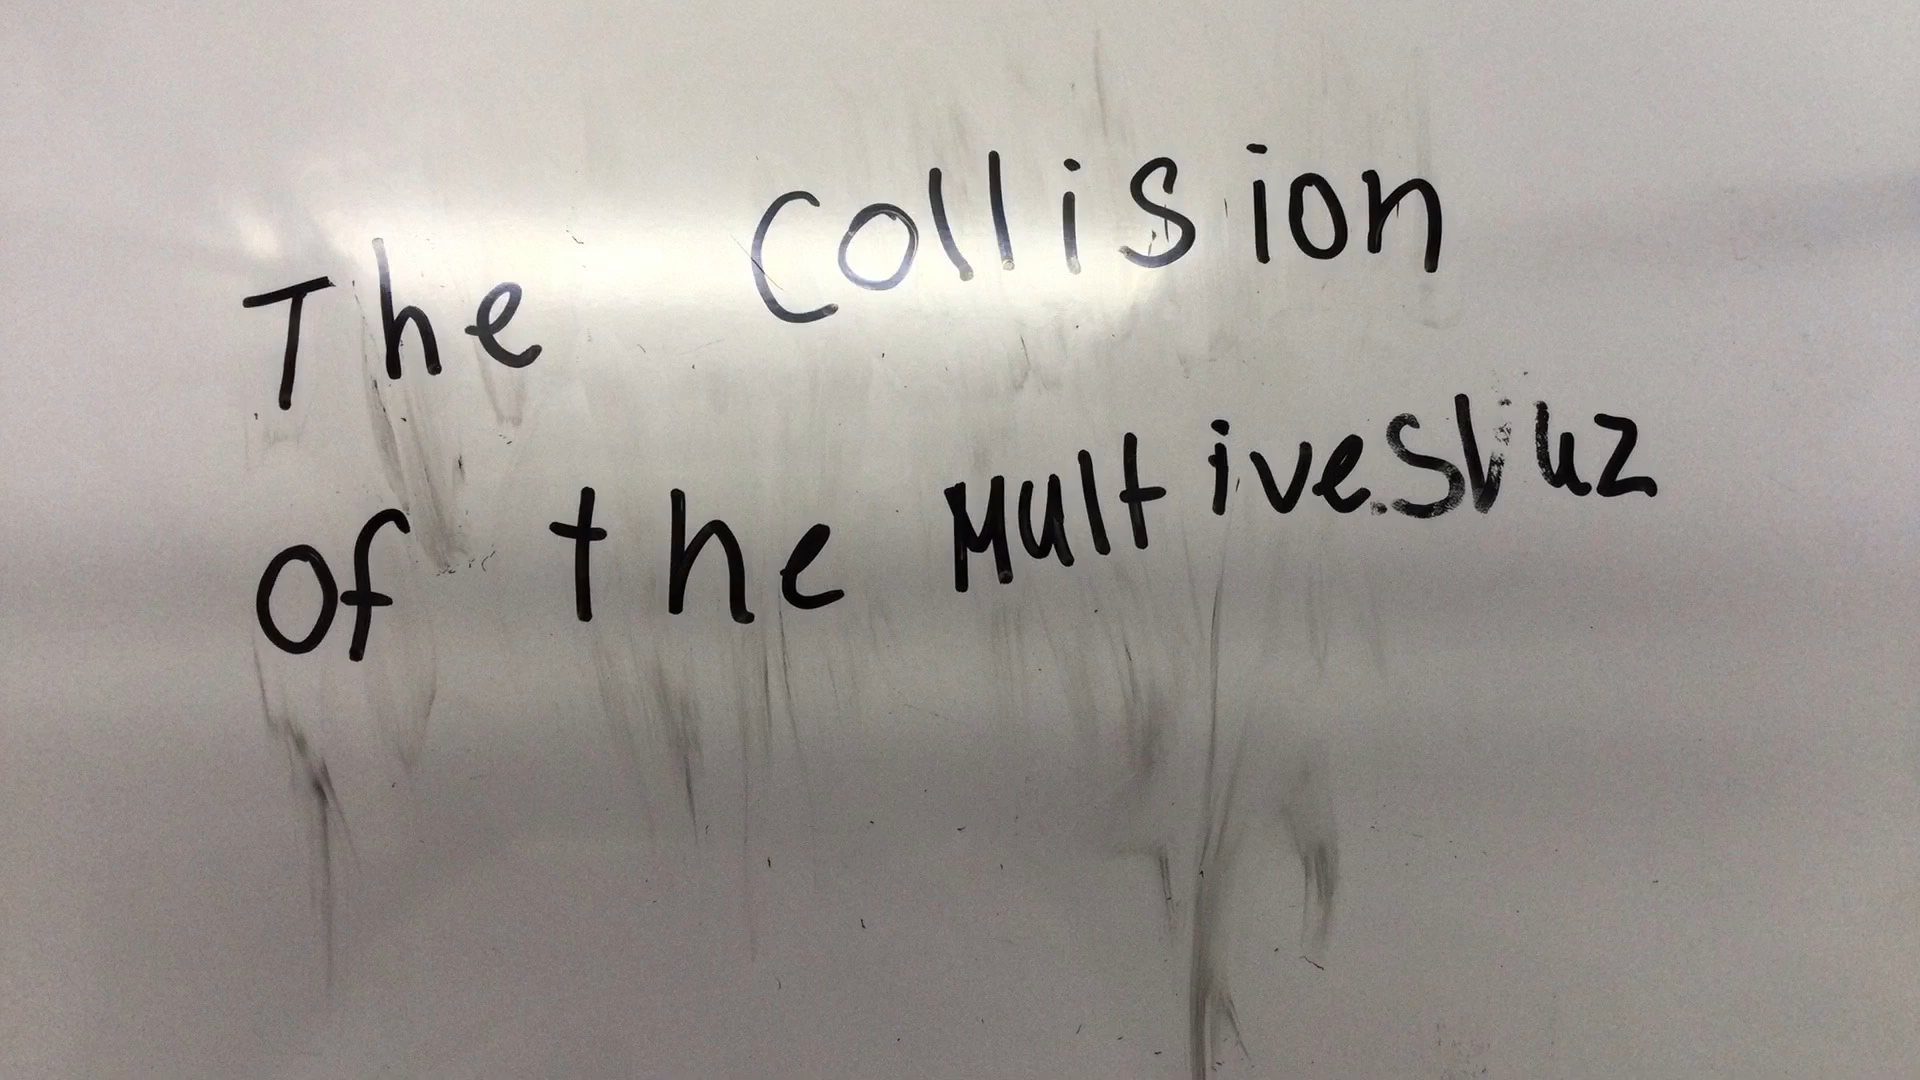 The Collision
Of the